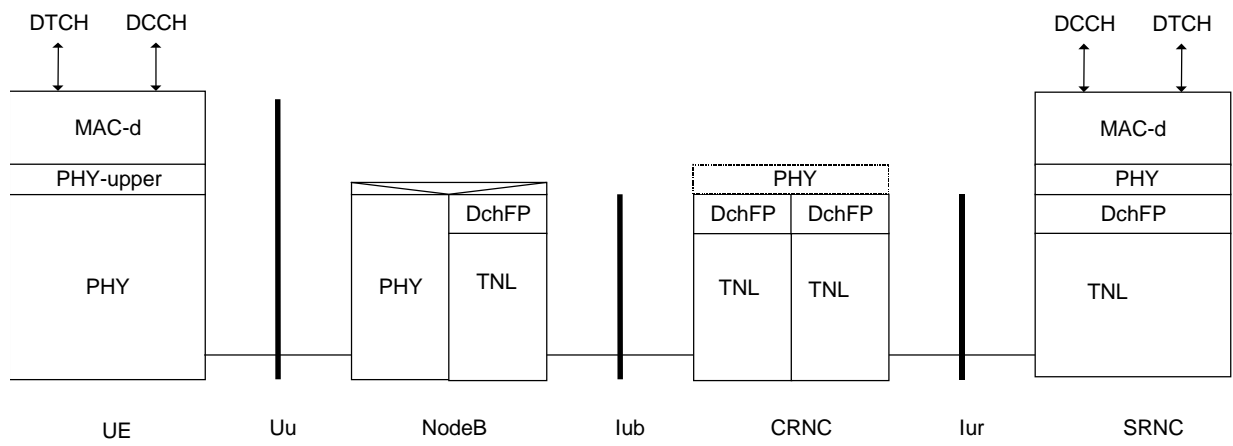 DTCH DCCH DCCH DTCH
MAC-d MAC-d
PHY-upper PHY PHY
DchFP DchFP DchFP DchFP
PHY PHY TNL TNL TNL TNL
UE Uu NodeB Iub CRNC Iur SRNC